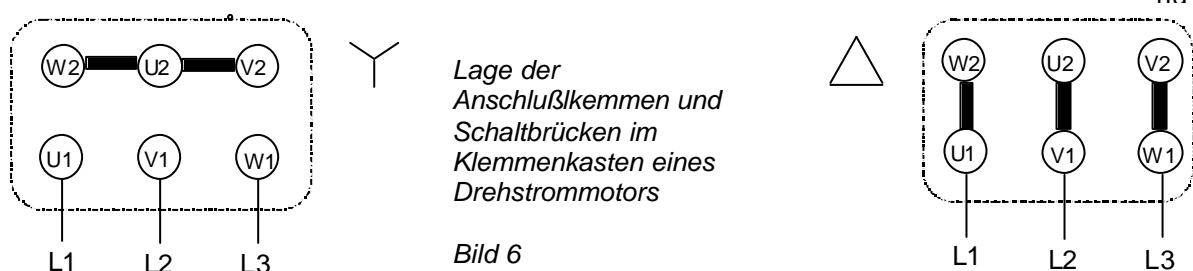 W2 U2 V2
U1 V1 W1
L1 L2 L3
Lage der
Anschlußlkemmen und
Schaltbrücken im
Klemmenkasten eines
Drehstrommotors
Bild 6
W2 U2 V2
U1 V1 W1
L1 L2 L3